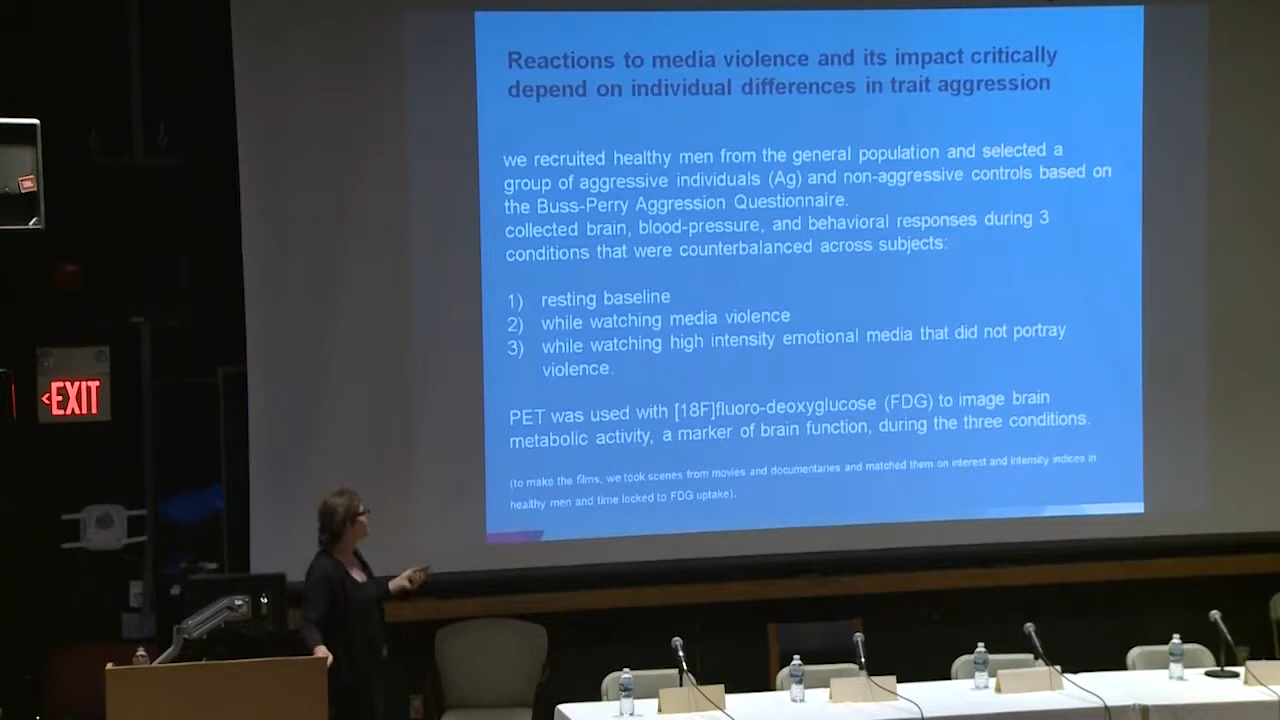 Reactions to media violence and its impact critically
depend on individual differences in trait aggression
we recruited healthy men from the general population and selected a
group of aggressive individuals (Ag) and non-aggressive controls based on
the Buss-Perry Aggression Questionnaire.
collected brain, blood-pressure, and behavioral responses during 3
conditions that were counterbalanced across subjects:
1) resting baseline
2) while watching media violence
3) while watching high intensity emotional media that did not portray
violence.
PET was used with [18F]fluoro-deoxyglucose (FDG) to image brain
metabolic activity, a marker of brain function, during the three conditions.
(to make the films, we took scenes from movies and documentaries and matched them on interest and intensity indices in
healthy men and time locked to FDG uptake).
EXIT